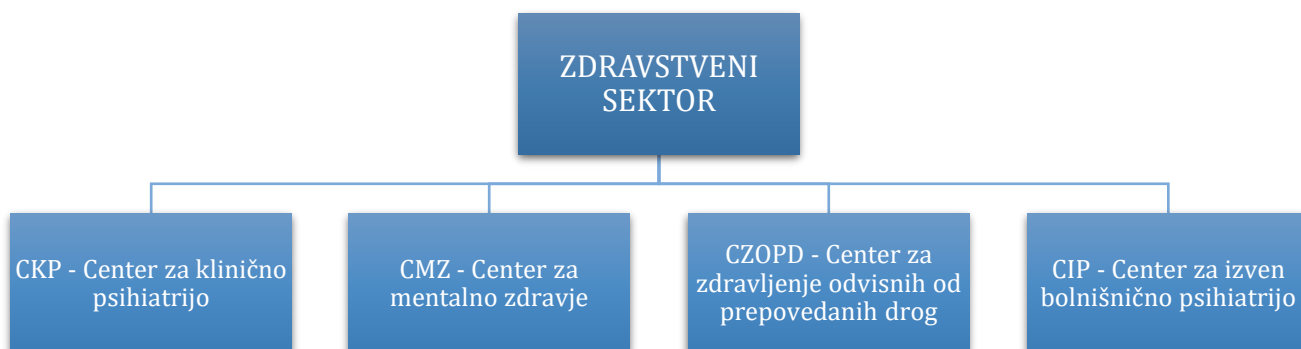 ZDRAVSTVENI
SEKTOR
CKP - Center za klinično
psihiatrijo
CMZ - Center za
mentalno zdravje
CZOPD - Center za
zdravljenje odvisnih od
prepovedanih drog
CIP - Center za izven
bolnišnično psihiatrijo